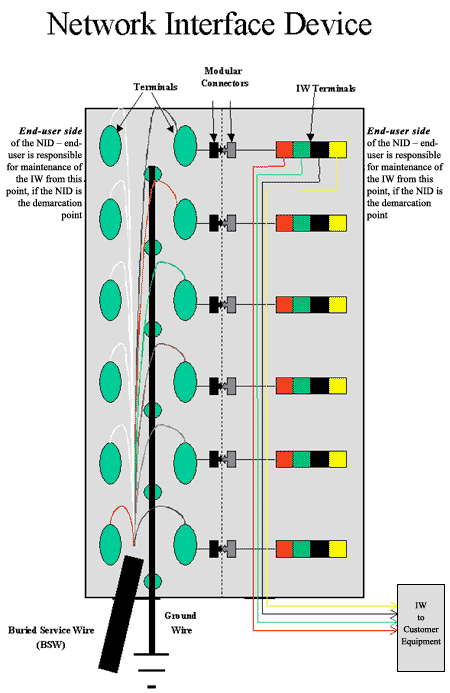 Network Interface Device
Modular
Connectors
Terminals
IW Terminals
End-user side
of the NID – end-
user is responsible
for maintenance of
the IW from this
point, if the NID is
the demarcation
point
End-user side
of the NID – end-
user is responsible
for maintenance of
the IW from this
point, if the NID is
the demarcation
point
Buried Service Wire
(BSW)
Ground
Wire
IW
to
Customer
Equipment